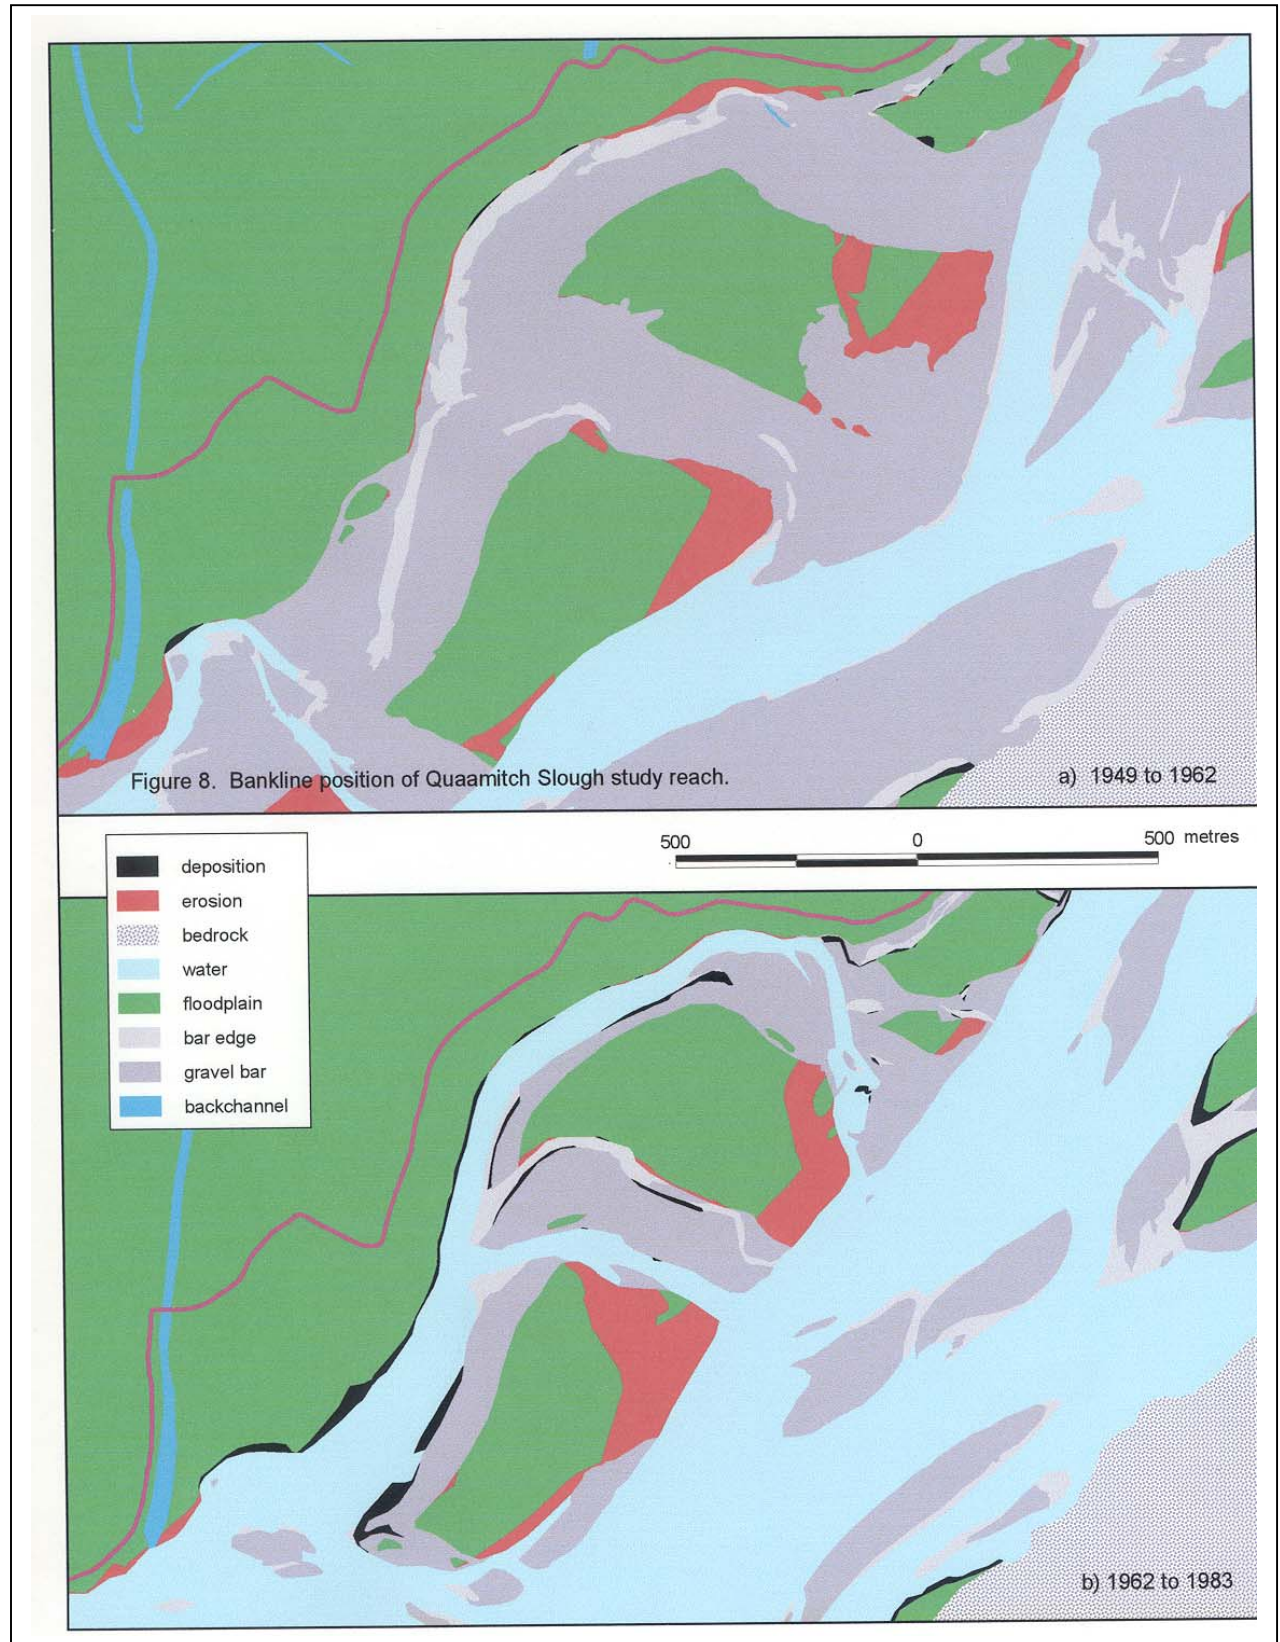 Figure 8. Bankline position of Quaamitch Slough study reach.
a) 1949 to 1962
500 0 500 metres
deposition
erosion
bedrock
water
floodplain
bar edge
gravel bar
backchannel
b) 1962 to 1983